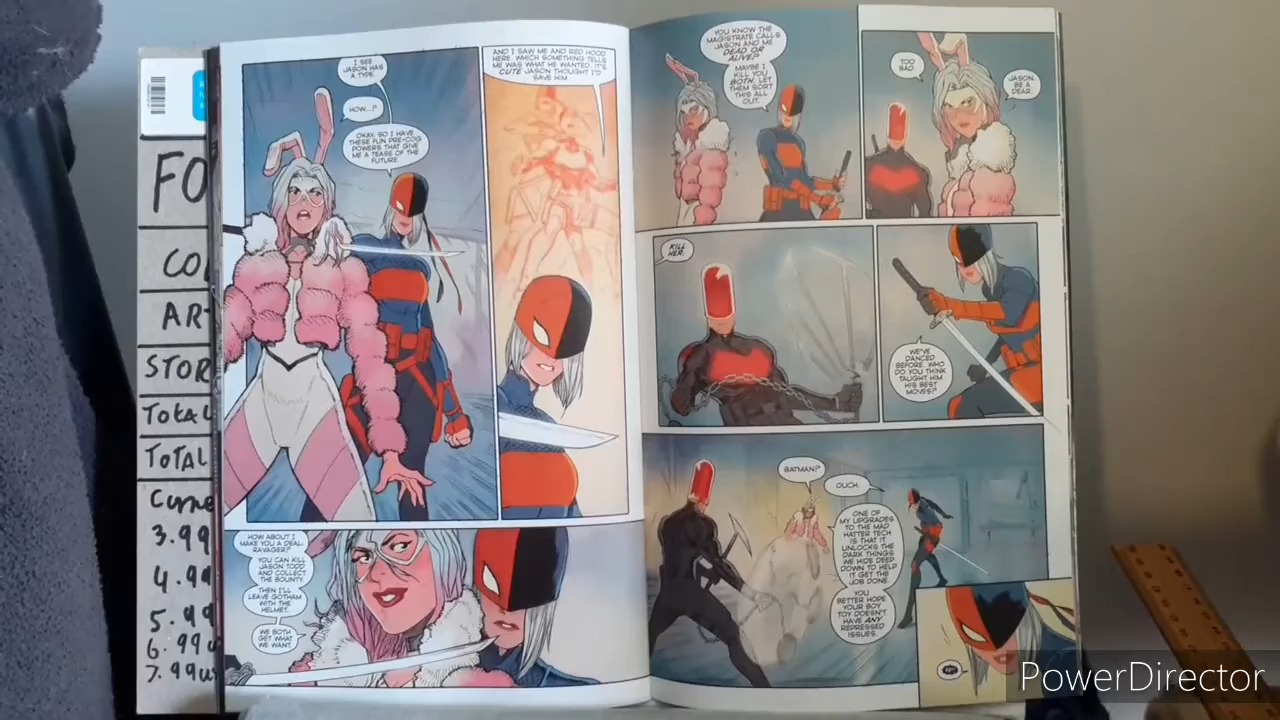 FO
CO
AR
STOR
TOTAL
TOTAL
3.99
4.99
5.99
6.99
7.99US
I SEE
JASON HAS
A TYPE.
HOW...?
OKAY, SO I HAVE
THESE FUN PRE-COG
POWERS THAT GIVE
ME A TEASE OF THE
FUTURE.
AND I SAW ME AND RED HOOD
HERE. WHICH SOMETHING TELLS
ME WAS WHAT HE WANTED. IT'S
CUTE JASON THOUGHT I'D
SAVE HIM.
HOW ABOUT I
MAKE YOU A DEAL,
RAVAGER?
YOU CAN KILL
JASON TODD
AND COLLECT
THE BOUNTY.
THEN I'LL
LEAVE GOTHAM
WITH THE
HELMET.
WE BOTH
GET WHAT
WE WANT.
YOU KNOW THE
MAGISTRATE CALLS
JASON AND ME
DEAD OR
ALIVE?
MAYBE I
KILL YOU
BOTH. LET
THEM SORT
THIS ALL
OUT.
TOO
BAD.
JASON,
BE A
DEAR.
KILL
HER.
WE'VE
DANCED
BEFORE. WHO
DO YOU THINK
TAUGHT HIM
HIS BEST
MOVES?
BATMAN?
OUCH.
ONE OF
MY UPGRADES
TO THE MAD
HATTER TECH
IS THAT IT
UNLOCKS THE
DARK THINGS
WE HIDE DEEP
DOWN TO HELP
IT GET THE
JOB DONE.
YOU
BETTER HOPE
YOUR BOY
TOY DOESN'T
HAVE ANY
REPRESSED
ISSUES.
PowerDirector